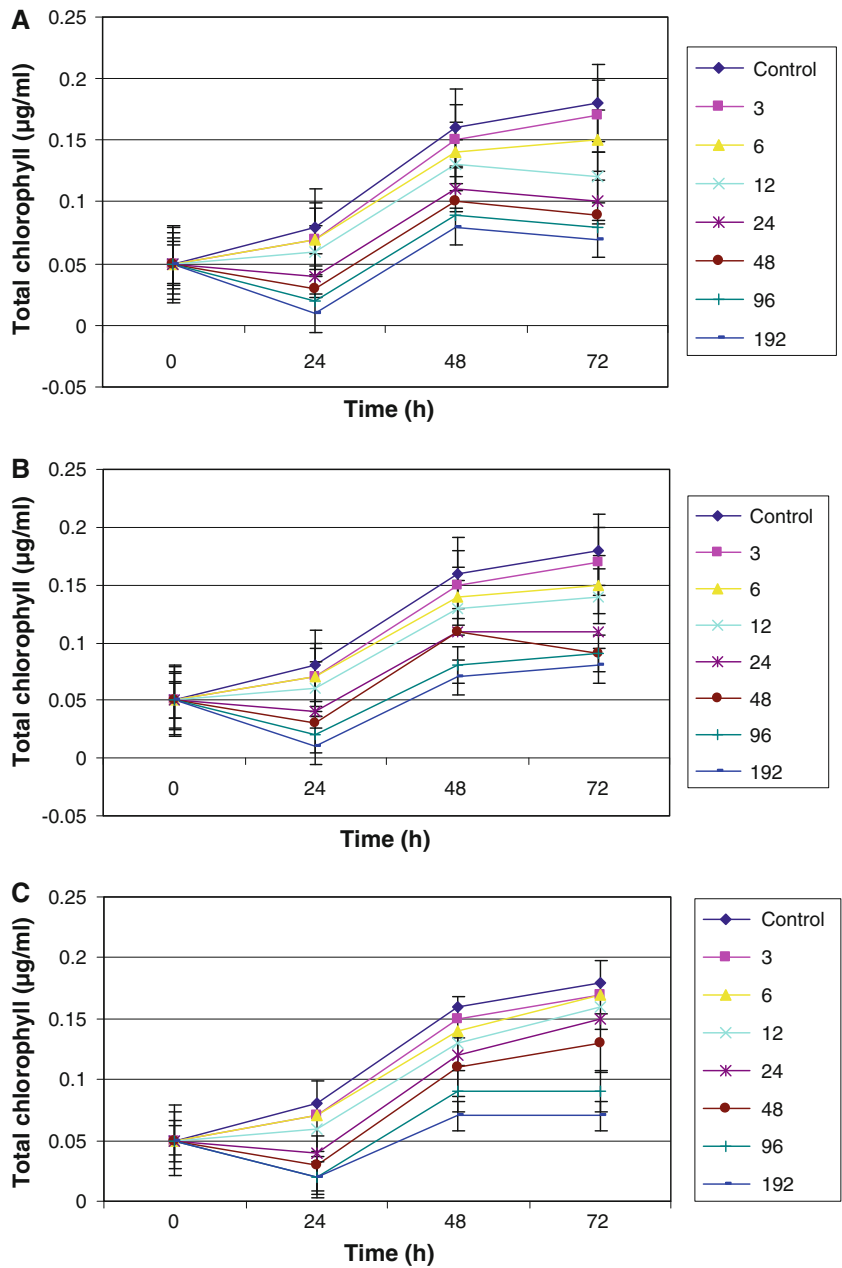 A
Total chlorophyll (µg/ml)
0.25
0.2
0.15
0.1
0.05
0
-0.05
0 24 48 72
Time (h)
Control
3
6
12
24
48
96
192
B
Total chlorophyll (µg/ml)
0.25
0.2
0.15
0.1
0.05
0
-0.05
0 24 48 72
Time (h)
Control
3
6
12
24
48
96
192
C
Total chlorophyll (µg/ml)
0.25
0.2
0.15
0.1
0.05
0
0 24 48 72
Time (h)
Control
3
6
12
24
48
96
192